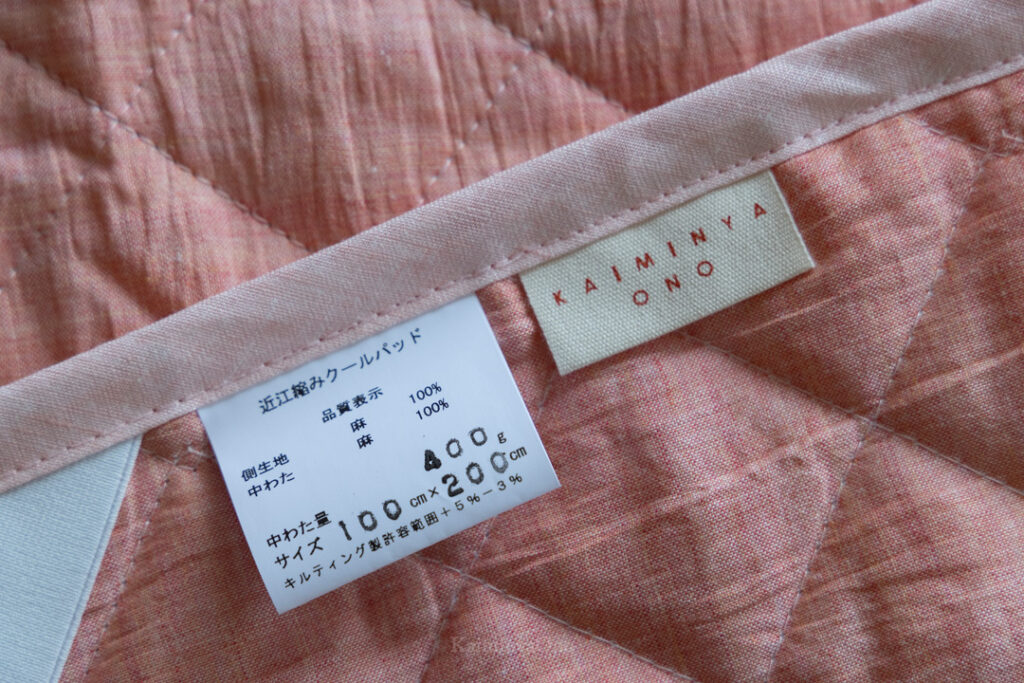 近江縮みクールパッド
品質表示
側生地 麻 100%
中わた 麻 100%
中わた量 400g
サイズ 100cm×200cm
キルティング製許容範囲+5%-3%
KAIMINYA
ONO